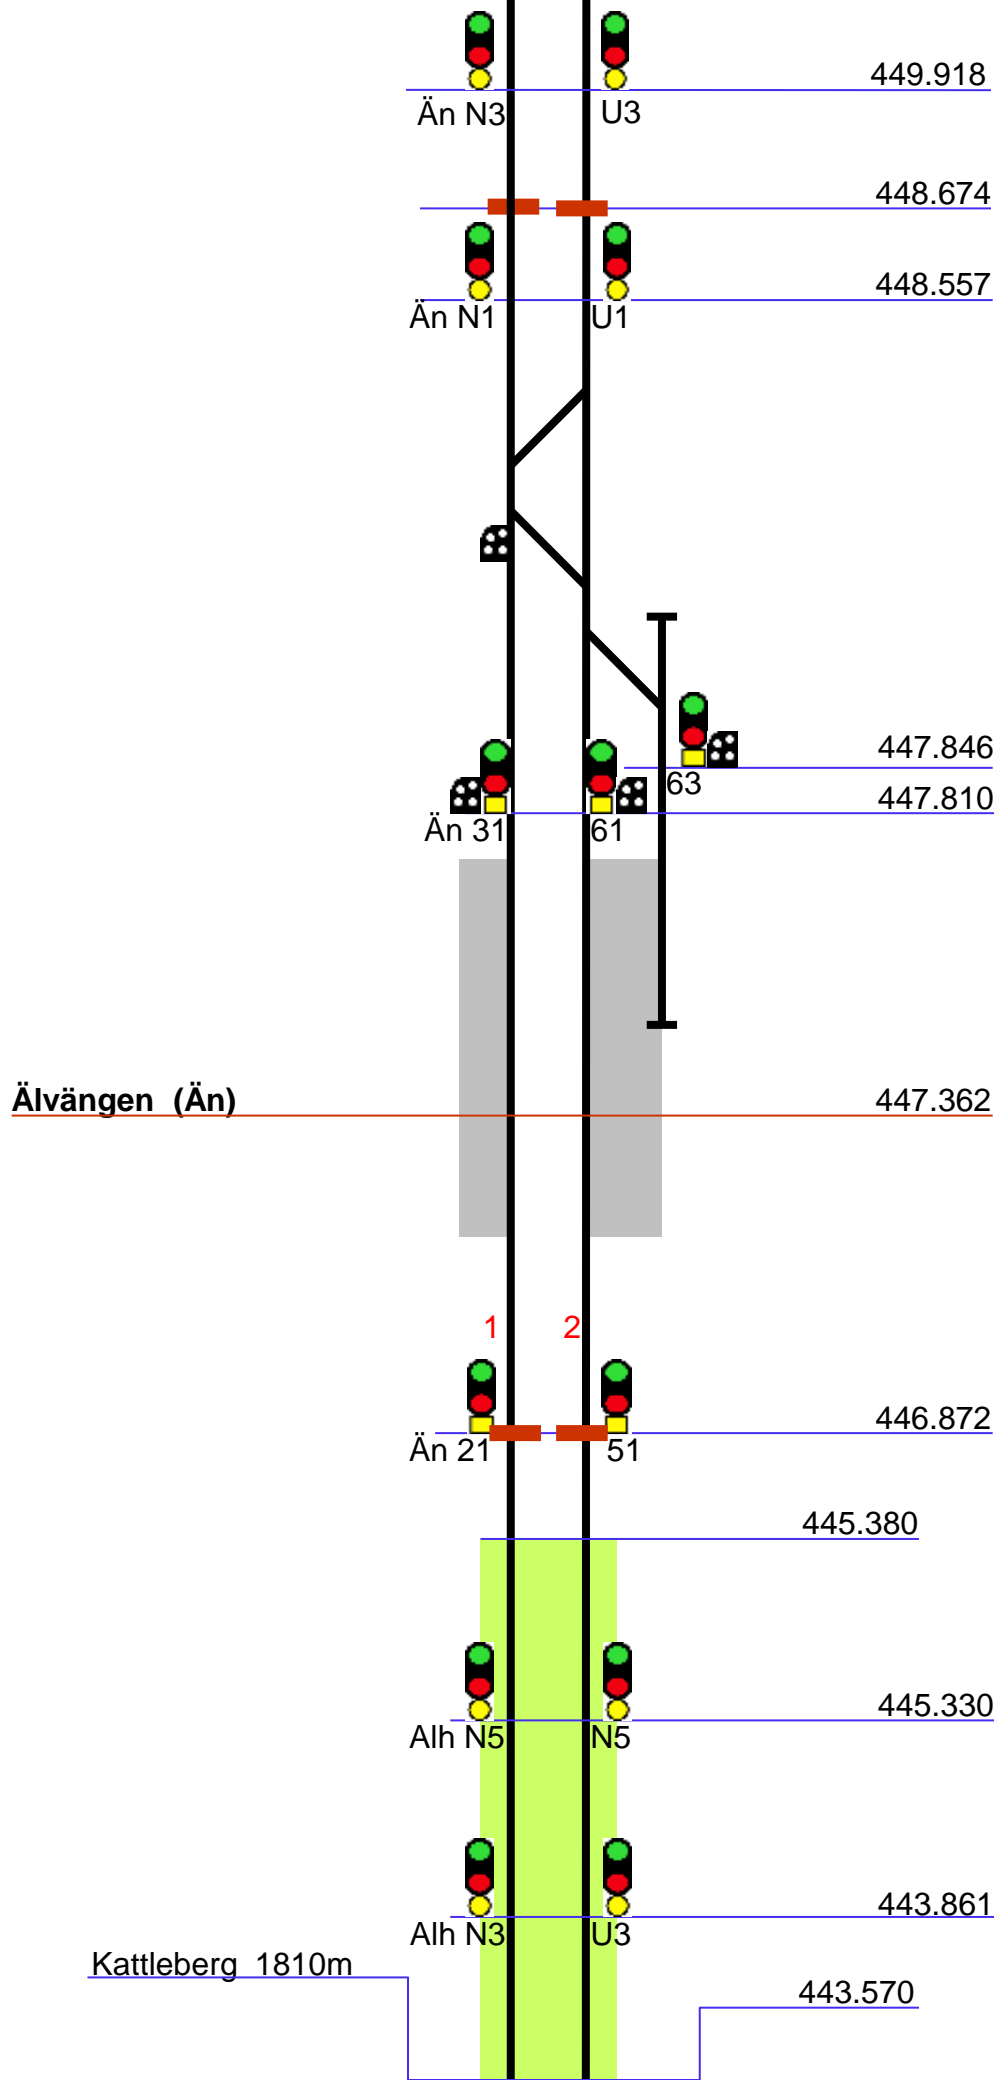 449.918
Än N3 U3
448.674
448.557
Än N1 U1
447.846
63
447.810
Än 31 61
Älvängen (Än) 447.362
1 2
446.872
Än 21 51
445.380
445.330
Alh N5 N5
443.861
Alh N3 U3
Kattleberg 1810m
443.570